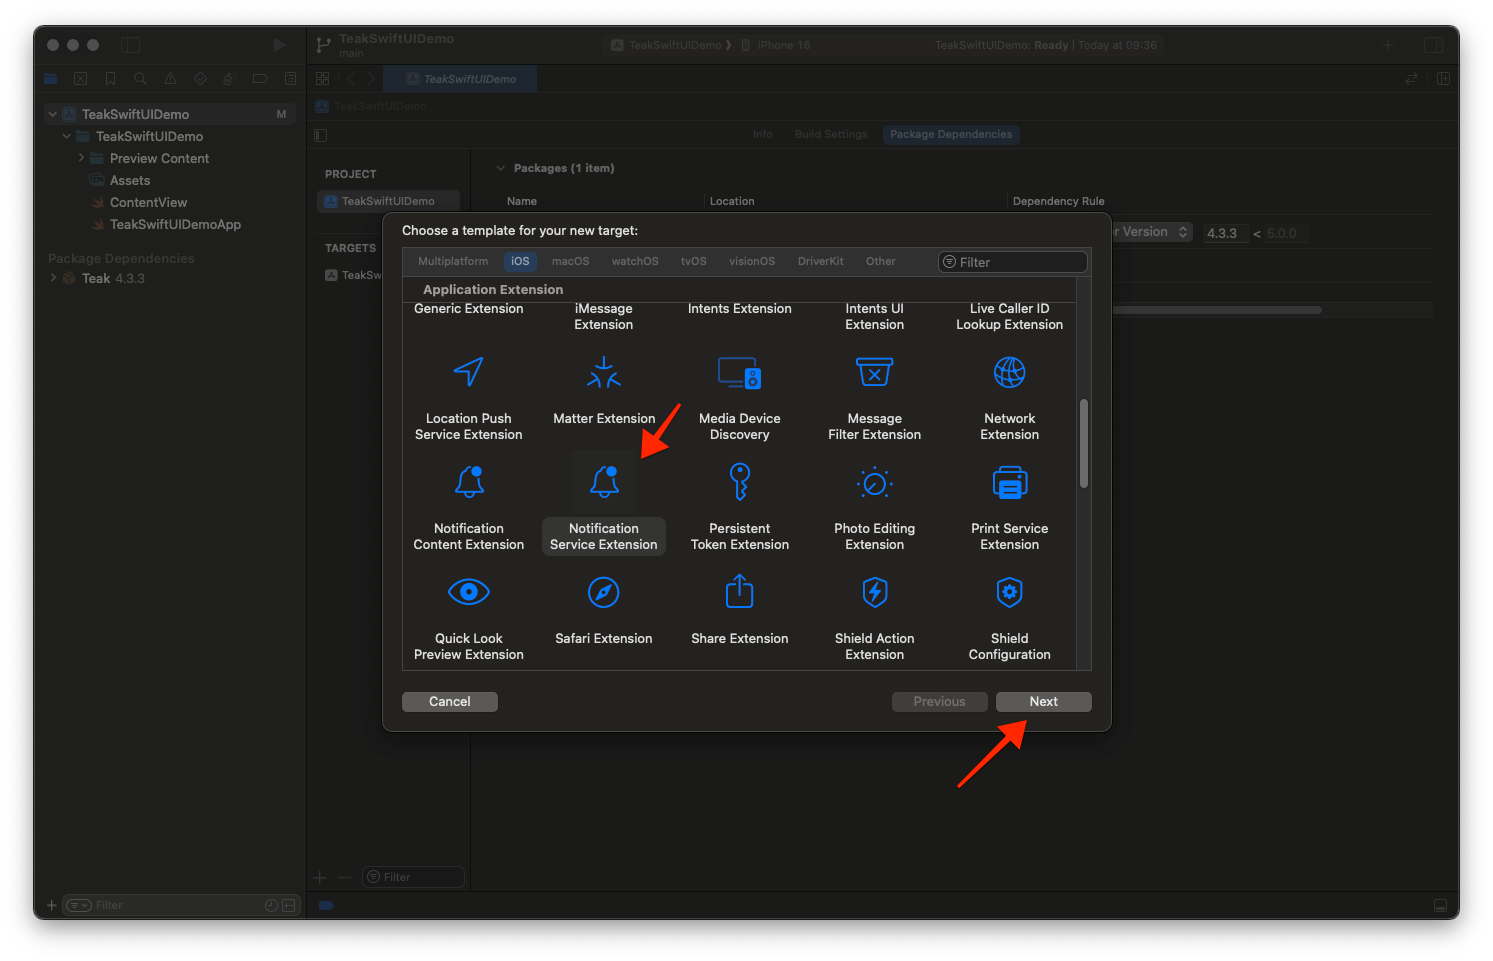 TeakSwiftUIDemo
main
TeakSwiftUIDemo ⟩ iPhone 16
TeakSwiftUIDemo: Ready | Today at 09:36
TeakSwiftUIDemo
TeakSwiftUIDemo M
TeakSwiftUIDemo
Preview Content
Assets
ContentView
TeakSwiftUIDemoApp
Package Dependencies
Teak 4.3.3
Filter
TeakSwiftUIDemo
Info Build Settings Package Dependencies
PROJECT
TeakSwiftUIDemo
TARGETS
TeakSw
Filter
Packages (1 item)
Name Location Dependency Rule
r Version 4.3.3 < 5.0.0
Choose a template for your new target:
Multiplatform iOS macOS watchOS tvOS visionOS DriverKit Other Filter
Application Extension
Generic Extension
iMessage
Extension
Intents Extension
Intents UI
Extension
Live Caller ID
Lookup Extension
Location Push
Service Extension
Matter Extension
Media Device
Discovery
Message
Filter Extension
Network
Extension
Notification
Content Extension
Notification
Service Extension
Persistent
Token Extension
Photo Editing
Extension
Print Service
Extension
Quick Look
Preview Extension
Safari Extension
Share Extension
Shield Action
Extension
Shield
Configuration
Cancel Previous Next